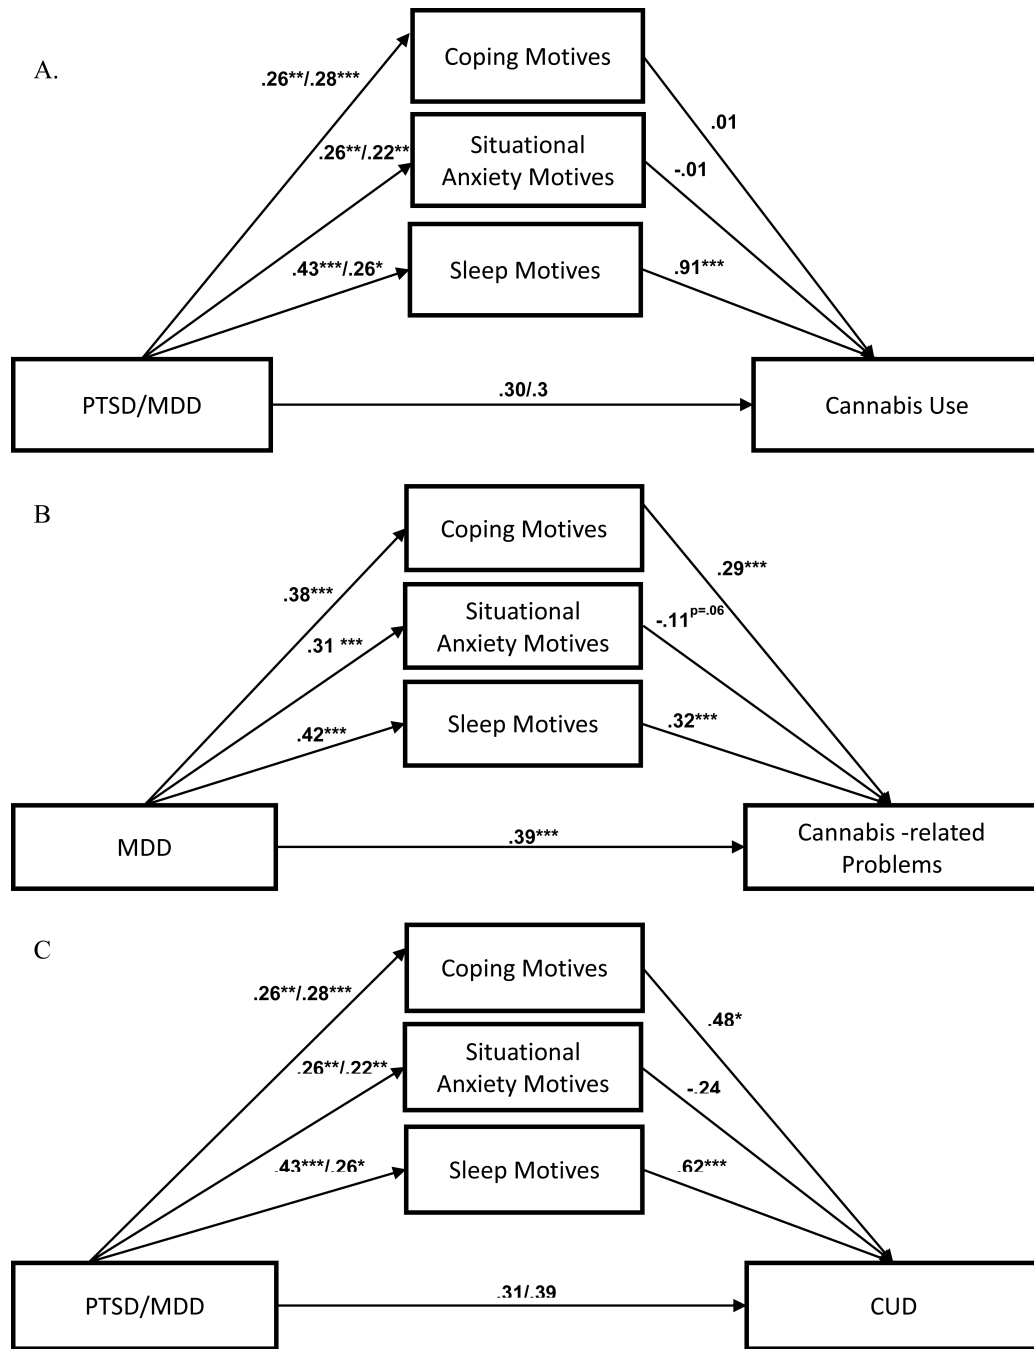 A.
Coping Motives
.26**/.28***
.01
Situational
Anxiety Motives
.26**/.22**
-.01
Sleep Motives
.43***/.26*
.91***
PTSD/MDD
.30/.3
Cannabis Use
B
Coping Motives
.38***
.29***
Situational
Anxiety Motives
.31 ***
-.11p=.06
Sleep Motives
.42***
.32***
MDD
.39***
Cannabis -related
Problems
C
Coping Motives
.26**/.28***
.48*
Situational
Anxiety Motives
.26**/.22**
-.24
Sleep Motives
.43***/.26*
.62***
PTSD/MDD
.31/.39
CUD